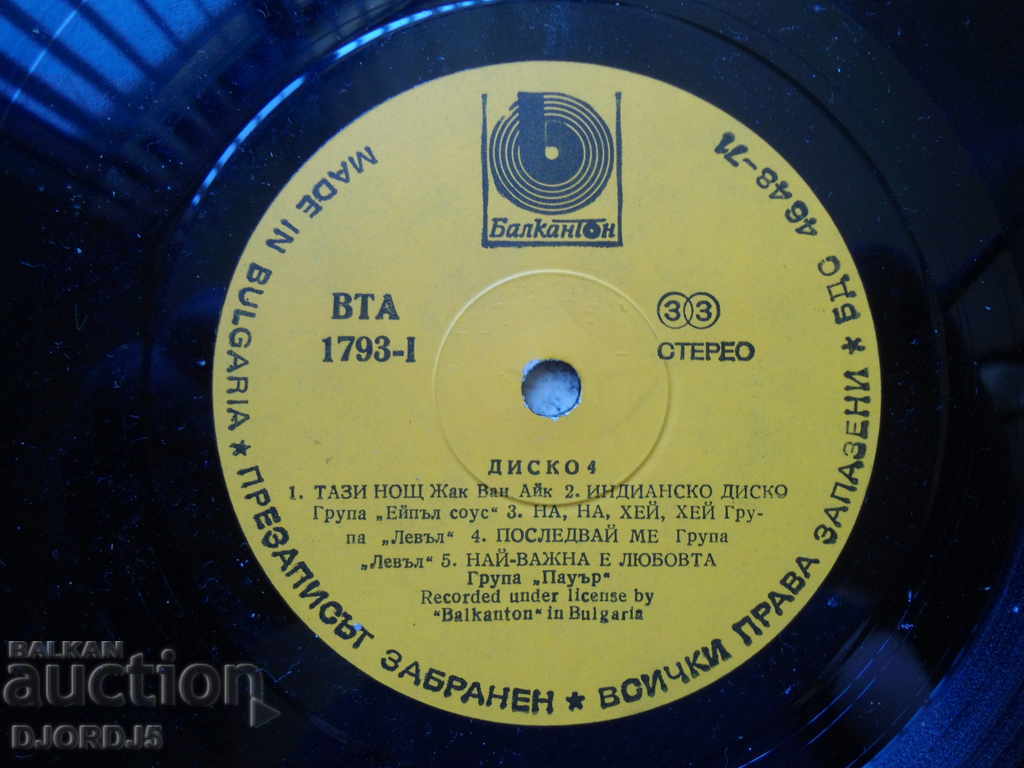 Балкантон
ВТА
1793-I
33
СТЕРЕО
ДИСКО 4
1. ТАЗИ НОЩ Жак Ван Айк 2. ИНДИАНСКО ДИСКО
Група „Ейпъл соус" 3. НА, НА, ХЕЙ, ХЕЙ Гру-
па „Левъл" 4. ПОСЛЕДВАЙ МЕ Група
„Левъл" 5. НАЙ-ВАЖНА Е ЛЮБОВТА
Група „Пауър"
Recorded under license by
"Balkanton" in Bulgaria
MADE IN BULGARIA ★ ПРЕЗАПИСЪТ ЗАБРАНЕН ★ ВСИЧКИ ПРАВА ЗАПАЗЕНИ ★ БДС 4648-71
BALKAN
auction
DJORDJ5